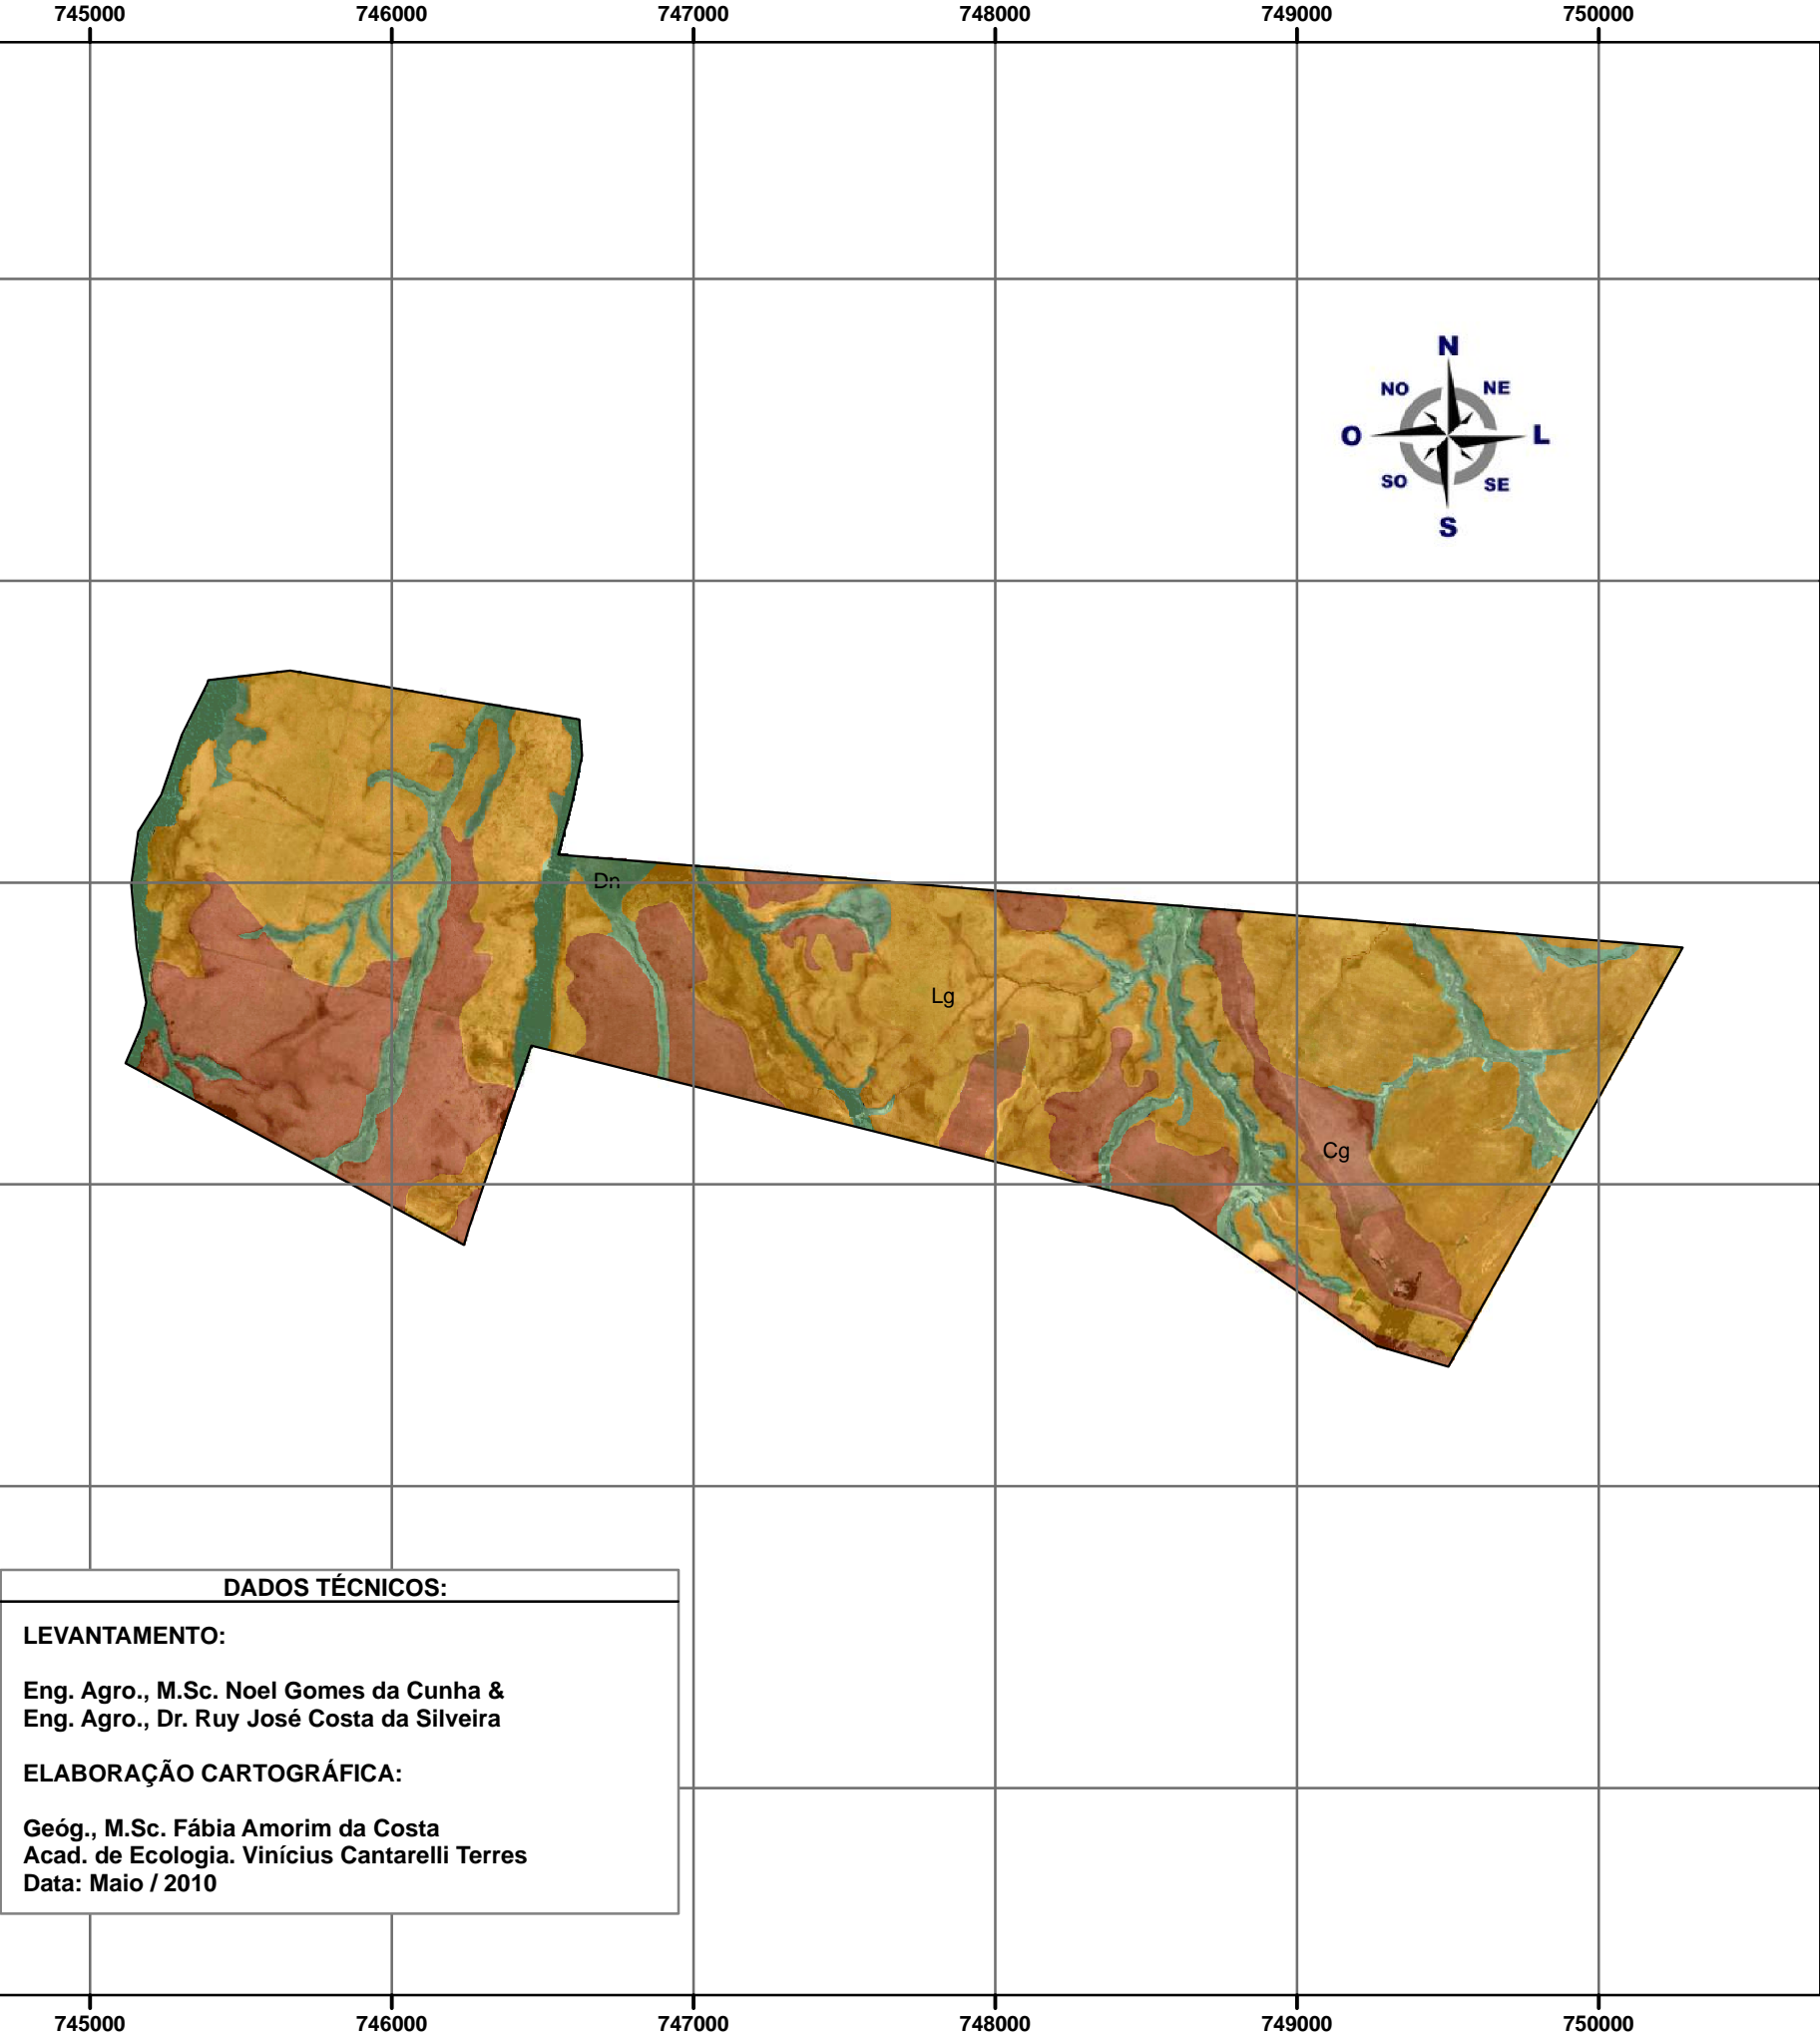 745000 746000 747000 748000 749000 750000
N
NO NE
O L
SO SE
S
Dn
Lg
Cg
DADOS TÉCNICOS:
LEVANTAMENTO:
Eng. Agro., M.Sc. Noel Gomes da Cunha &
Eng. Agro., Dr. Ruy José Costa da Silveira
ELABORAÇÃO CARTOGRÁFICA:
Geóg., M.Sc. Fábia Amorim da Costa
Acad. de Ecologia. Vinícius Cantarelli Terres
Data: Maio / 2010
745000 746000 747000 748000 749000 750000